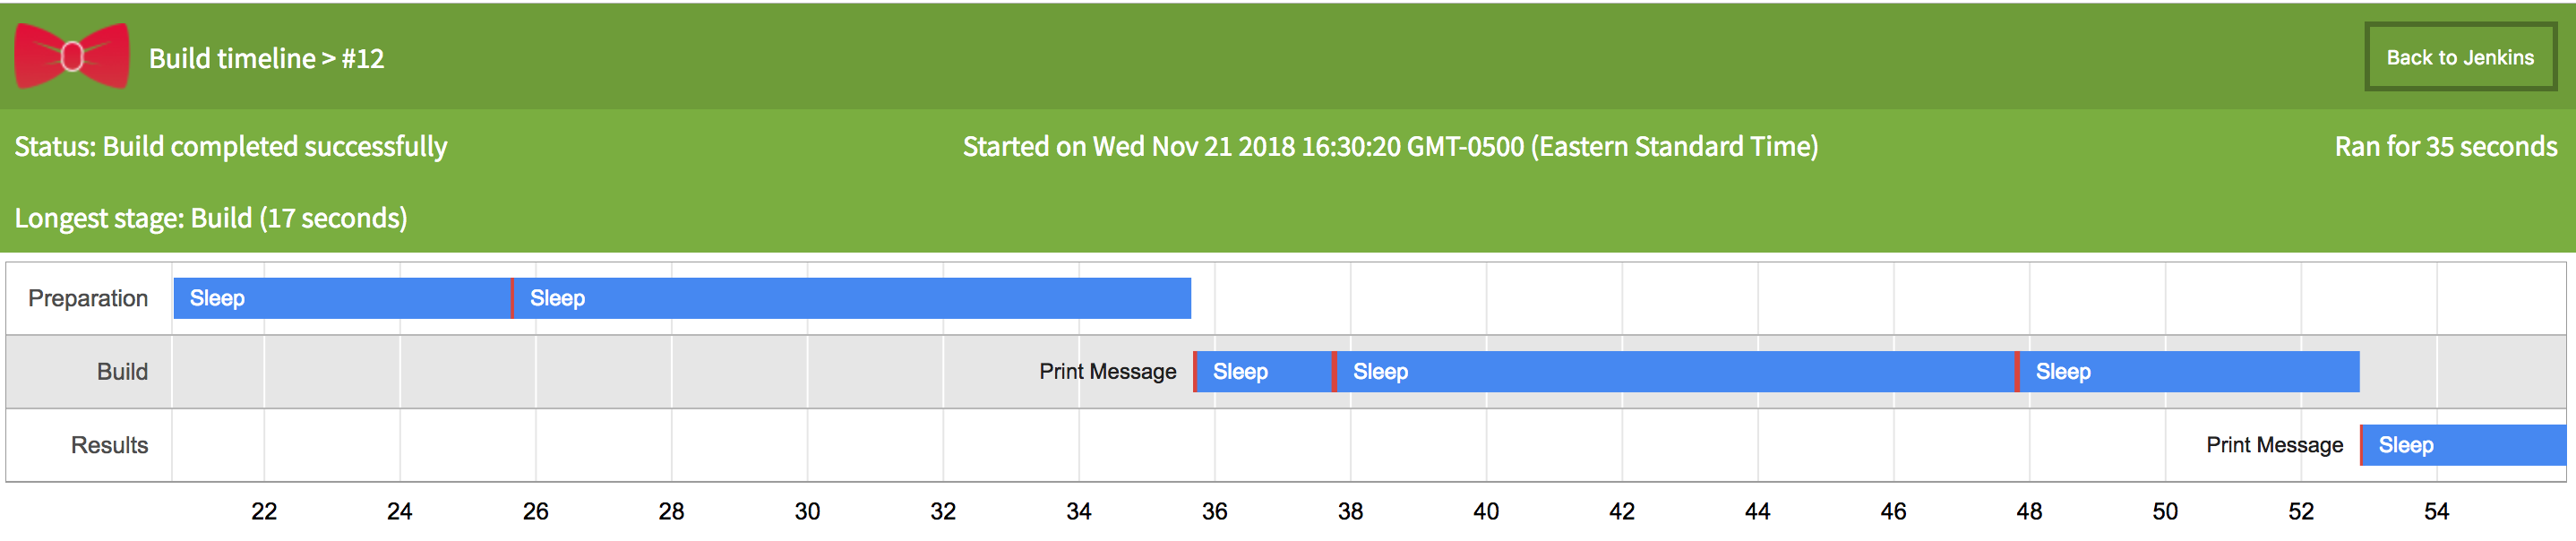 Build timeline > #12
Back to Jenkins
Status: Build completed successfully
Started on Wed Nov 21 2018 16:30:20 GMT-0500 (Eastern Standard Time)
Ran for 35 seconds
Longest stage: Build (17 seconds)
Preparation
Sleep
Sleep
Build
Print Message
Sleep
Sleep
Sleep
Results
Print Message
Sleep
22 24 26 28 30 32 34 36 38 40 42 44 46 48 50 52 54